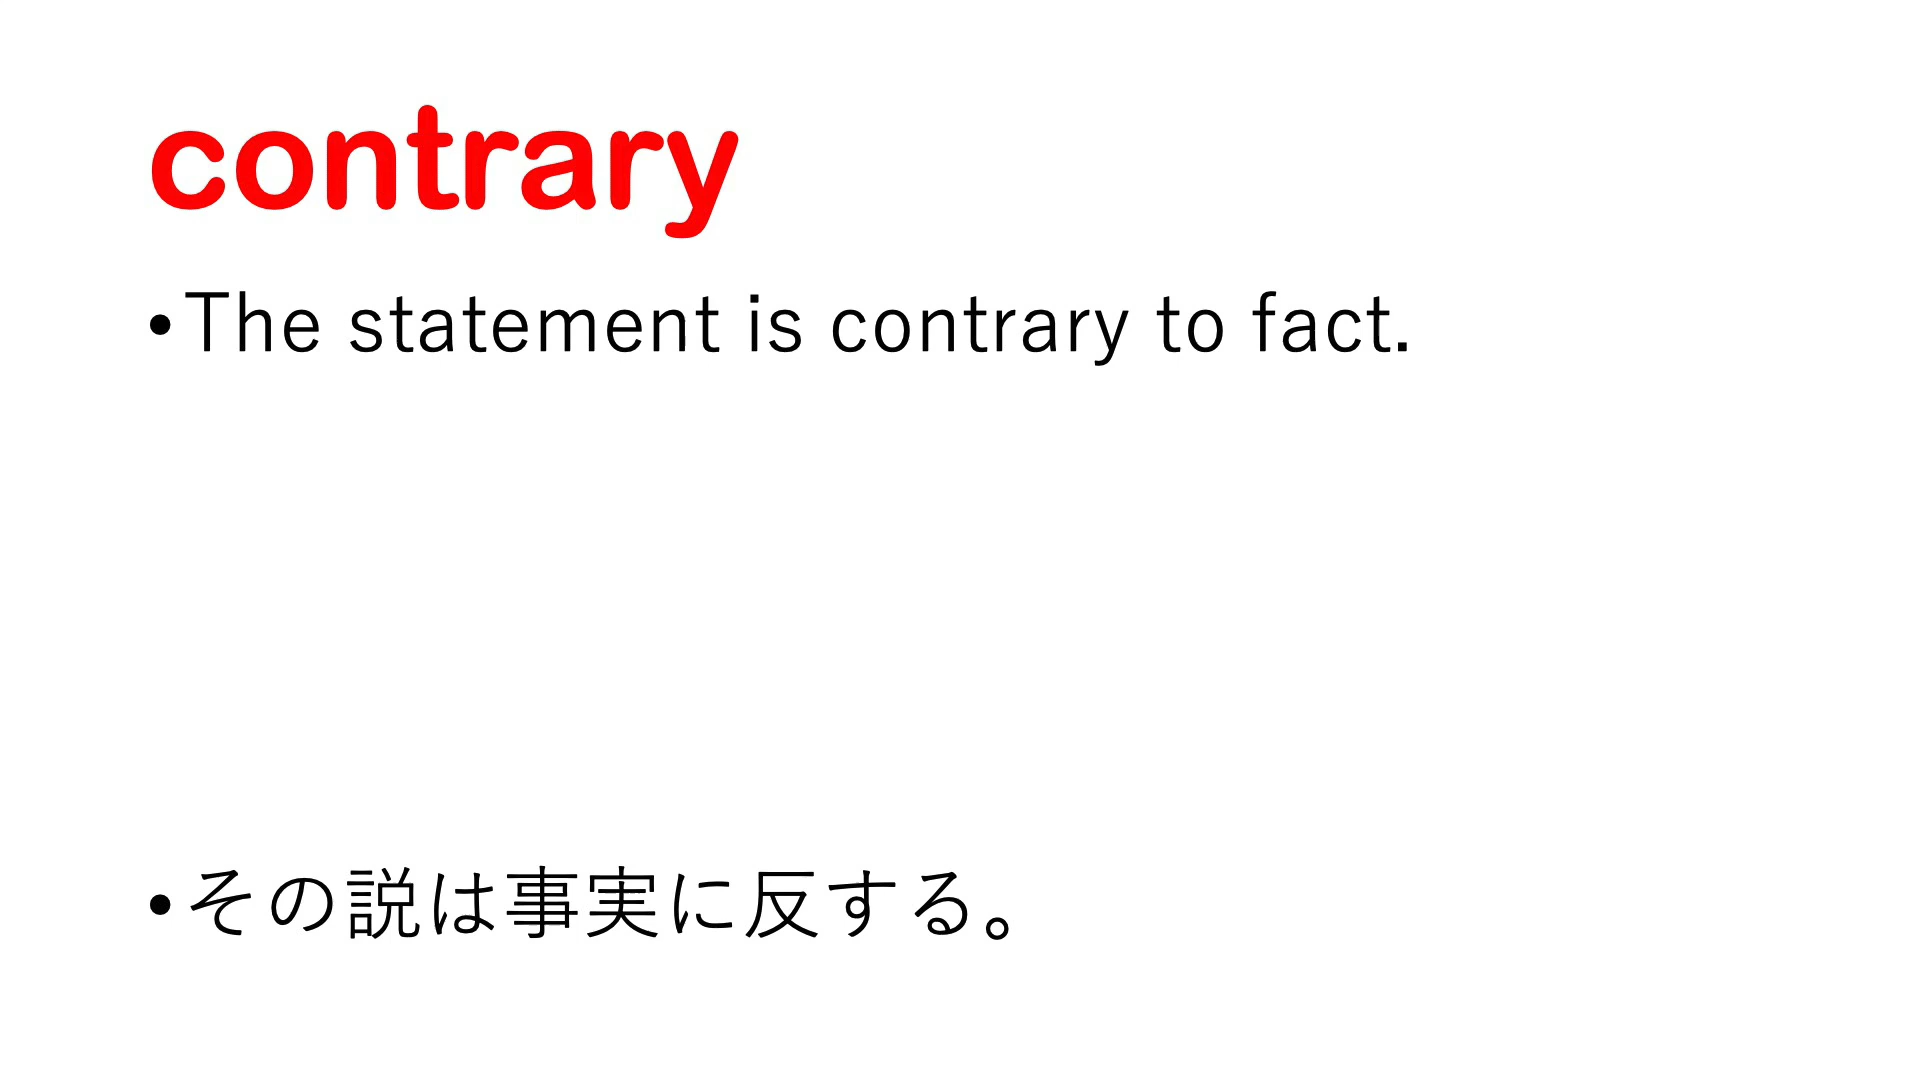 contrary
•The statement is contrary to fact.
•その説は事実に反する。